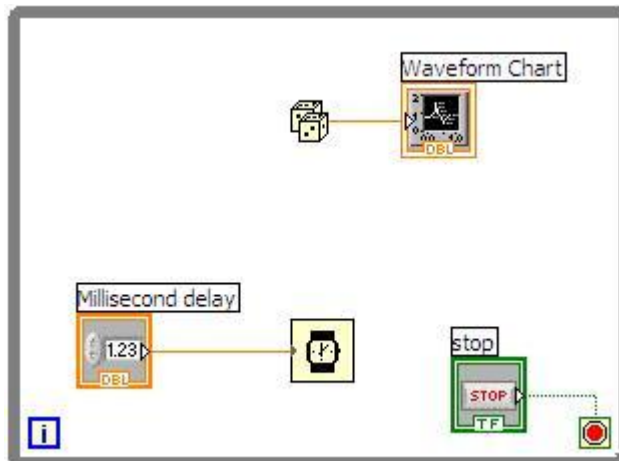 Waveform Chart
DBL
Millisecond delay
1.23
DBL
stop
STOP
TF
i